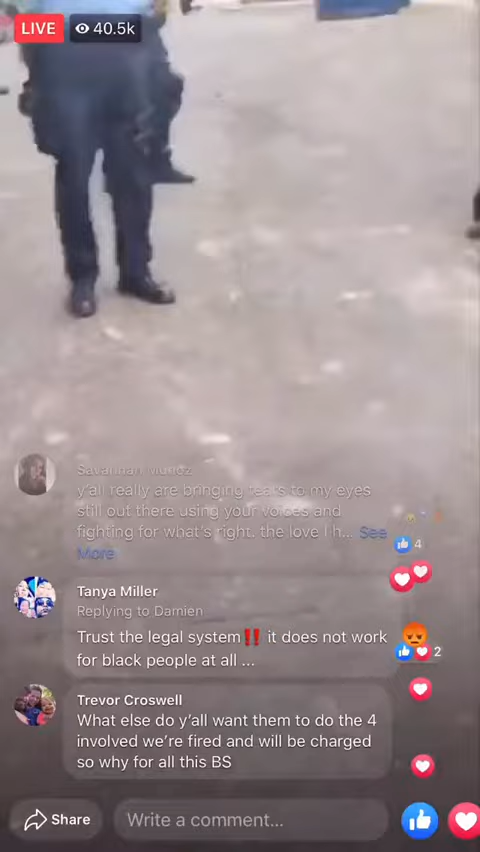 LIVE 40.5k
Savannah Munoz
y'all really are bringing tears to my eyes
still out there using your voices and
fighting for what's right. the love I h... See
More
4
Tanya Miller
Replying to Damien
Trust the legal system‼️ it does not work
for black people at all ...
2
Trevor Croswell
What else do y'all want them to do the 4
involved we're fired and will be charged
so why for all this BS
Share
Write a comment...